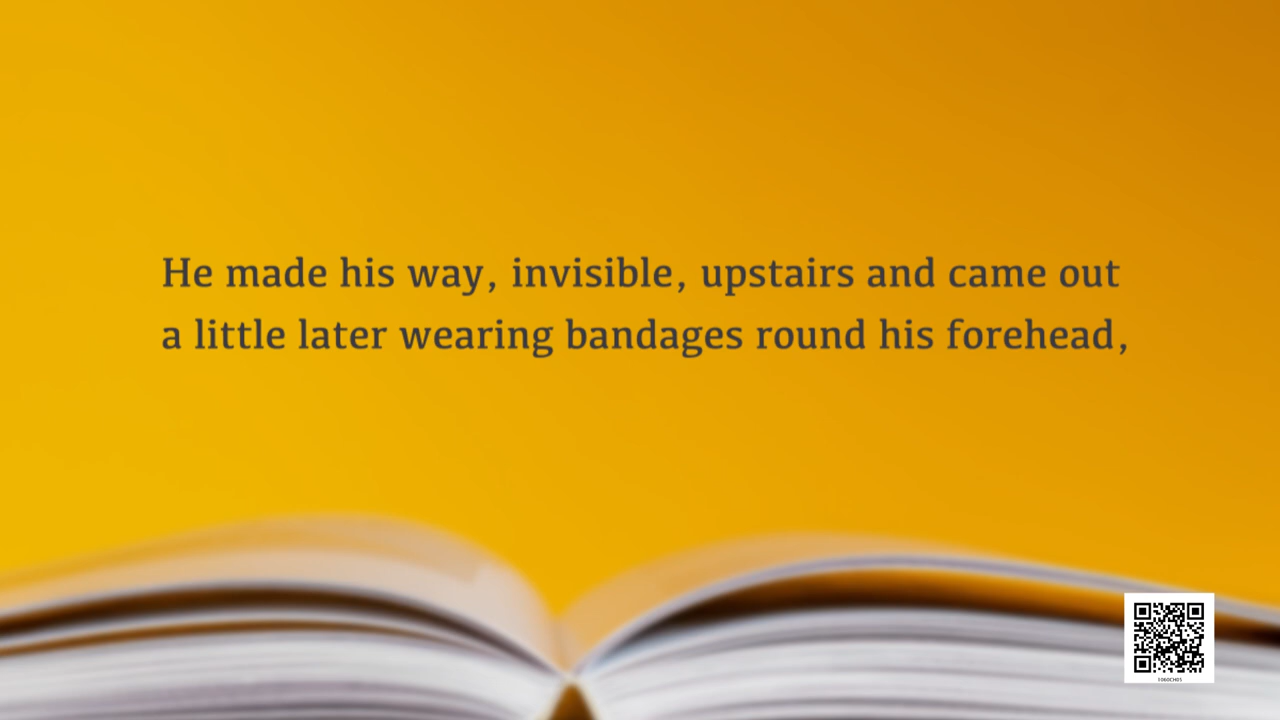 He made his way, invisible, upstairs and came out
a little later wearing bandages round his forehead,